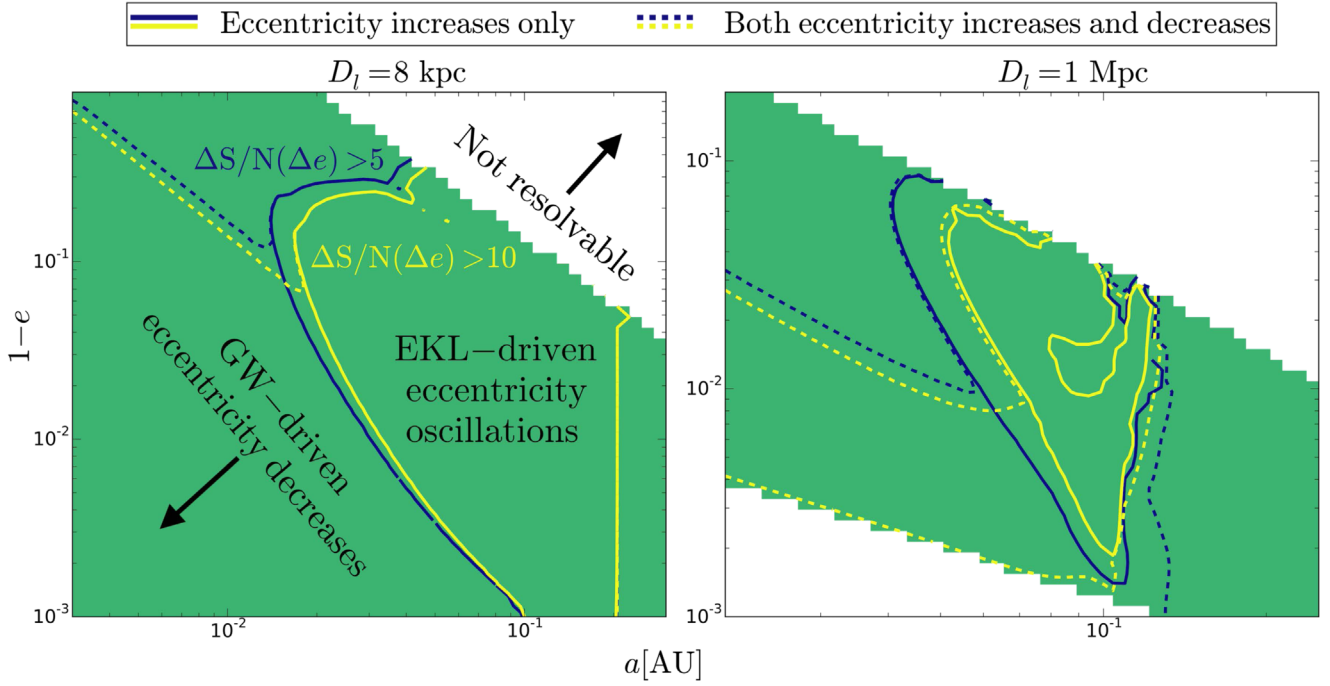 Eccentricity increases only
Both eccentricity increases and decreases
D_l = 8 kpc
D_l = 1 Mpc
ΔS/N(Δe) >5
Not resolvable
ΔS/N(Δe) >10
EKL−driven
eccentricity
oscillations
GW−driven
eccentricity decreases
1−e
10⁻¹
10⁻²
10⁻³
10⁻²
10⁻¹
10⁻¹
10⁻²
10⁻³
10⁻¹
a[AU]